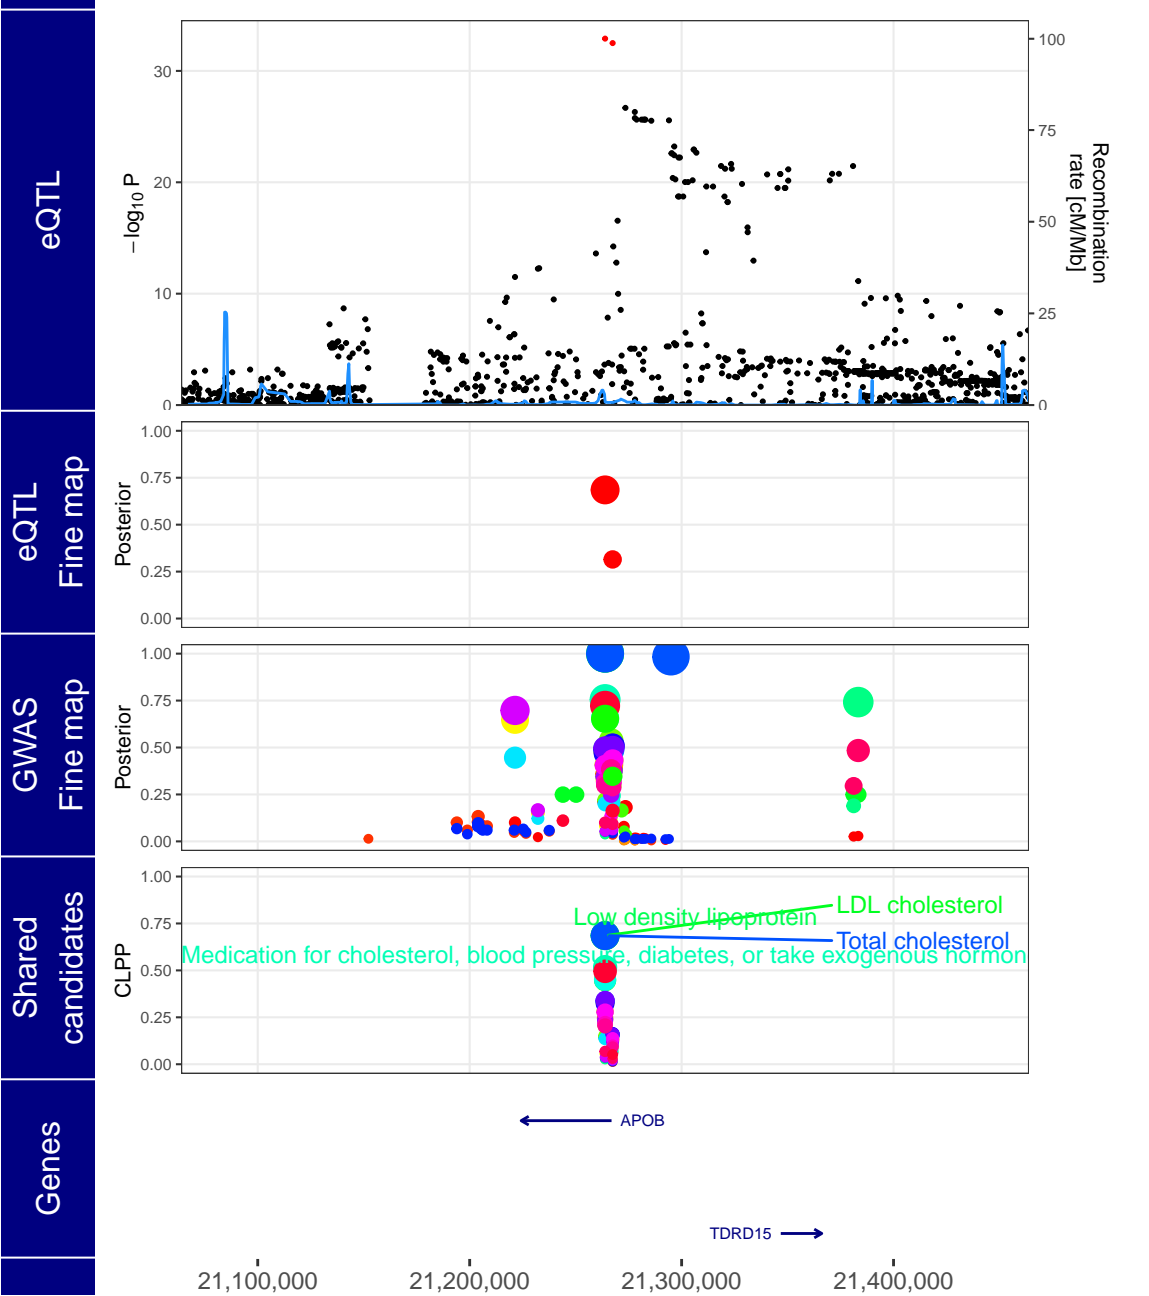 eQTL
−log10 P
30
20
10
0
100
75
50
25
0
Recombination
rate [cM/Mb]
eQTL
Fine map
Posterior
1.00
0.75
0.50
0.25
0.00
GWAS
Fine map
Posterior
1.00
0.75
0.50
0.25
0.00
Shared
candidates
CLPP
1.00
0.75
0.50
0.25
0.00
LDL cholesterol
Low density lipoprotein
Total cholesterol
Medication for cholesterol, blood pressure, diabetes, or take exogenous hormon
Genes
APOB
TDRD15
21,100,000
21,200,000
21,300,000
21,400,000